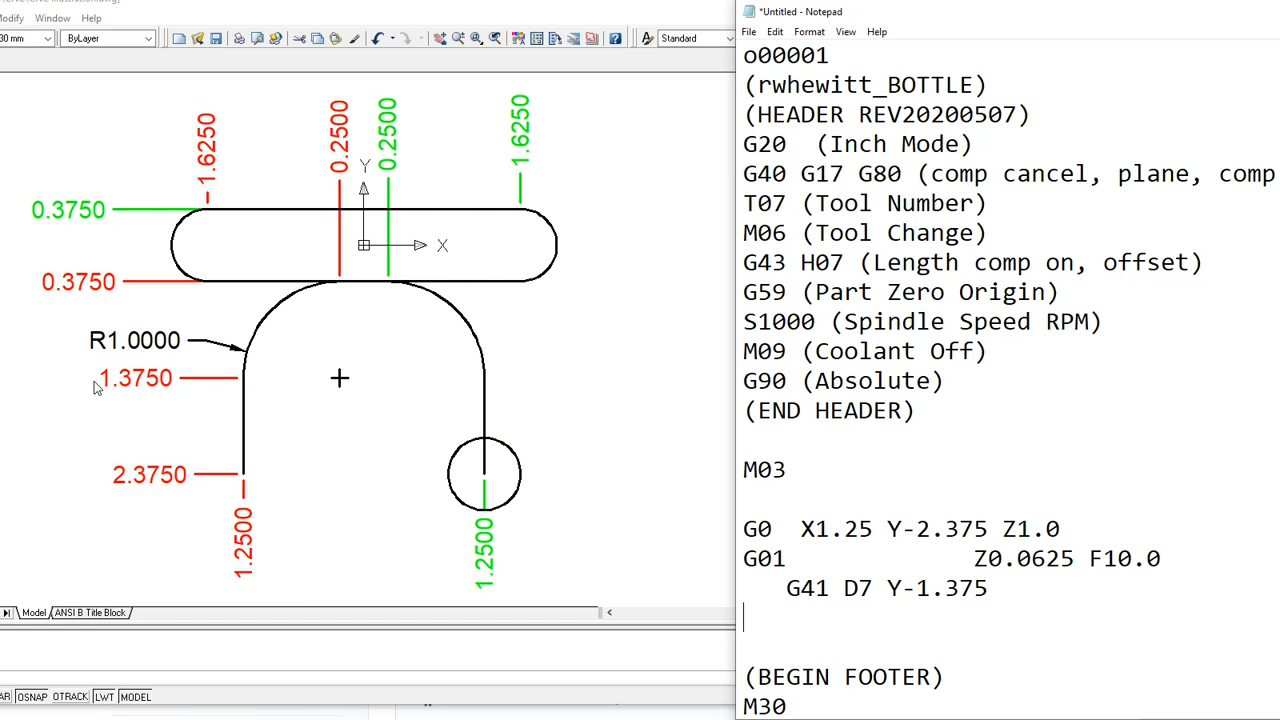 Modify Window Help
30 mm ByLayer Standard
1.6250
0.2500
0.2500
1.6250
Y
X
0.3750
0.3750
R1.0000
1.3750
2.3750
1.2500
1.2500
Model ANSI B Title Block
OSNAP OTRACK LWT MODEL
*Untitled - Notepad
File Edit Format View Help
o00001
(rwhewitt_BOTTLE)
(HEADER REV20200507)
G20 (Inch Mode)
G40 G17 G80 (comp cancel, plane, comp
T07 (Tool Number)
M06 (Tool Change)
G43 H07 (Length comp on, offset)
G59 (Part Zero Origin)
S1000 (Spindle Speed RPM)
M09 (Coolant Off)
G90 (Absolute)
(END HEADER)
M03
G0 X1.25 Y-2.375 Z1.0
G01 Z0.0625 F10.0
G41 D7 Y-1.375
(BEGIN FOOTER)
M30